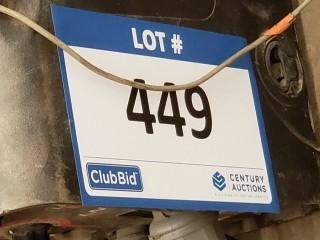 LOT #
449
ClubBid
CENTURY
AUCTIONS